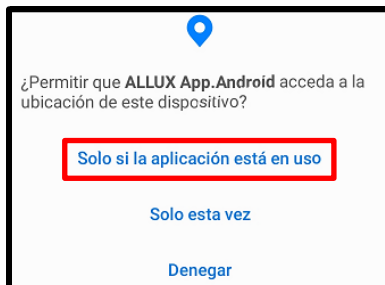 ¿Permitir que ALLUX App.Android acceda a la
ubicación de este dispositivo?
Solo si la aplicación está en uso
Solo esta vez
Denegar